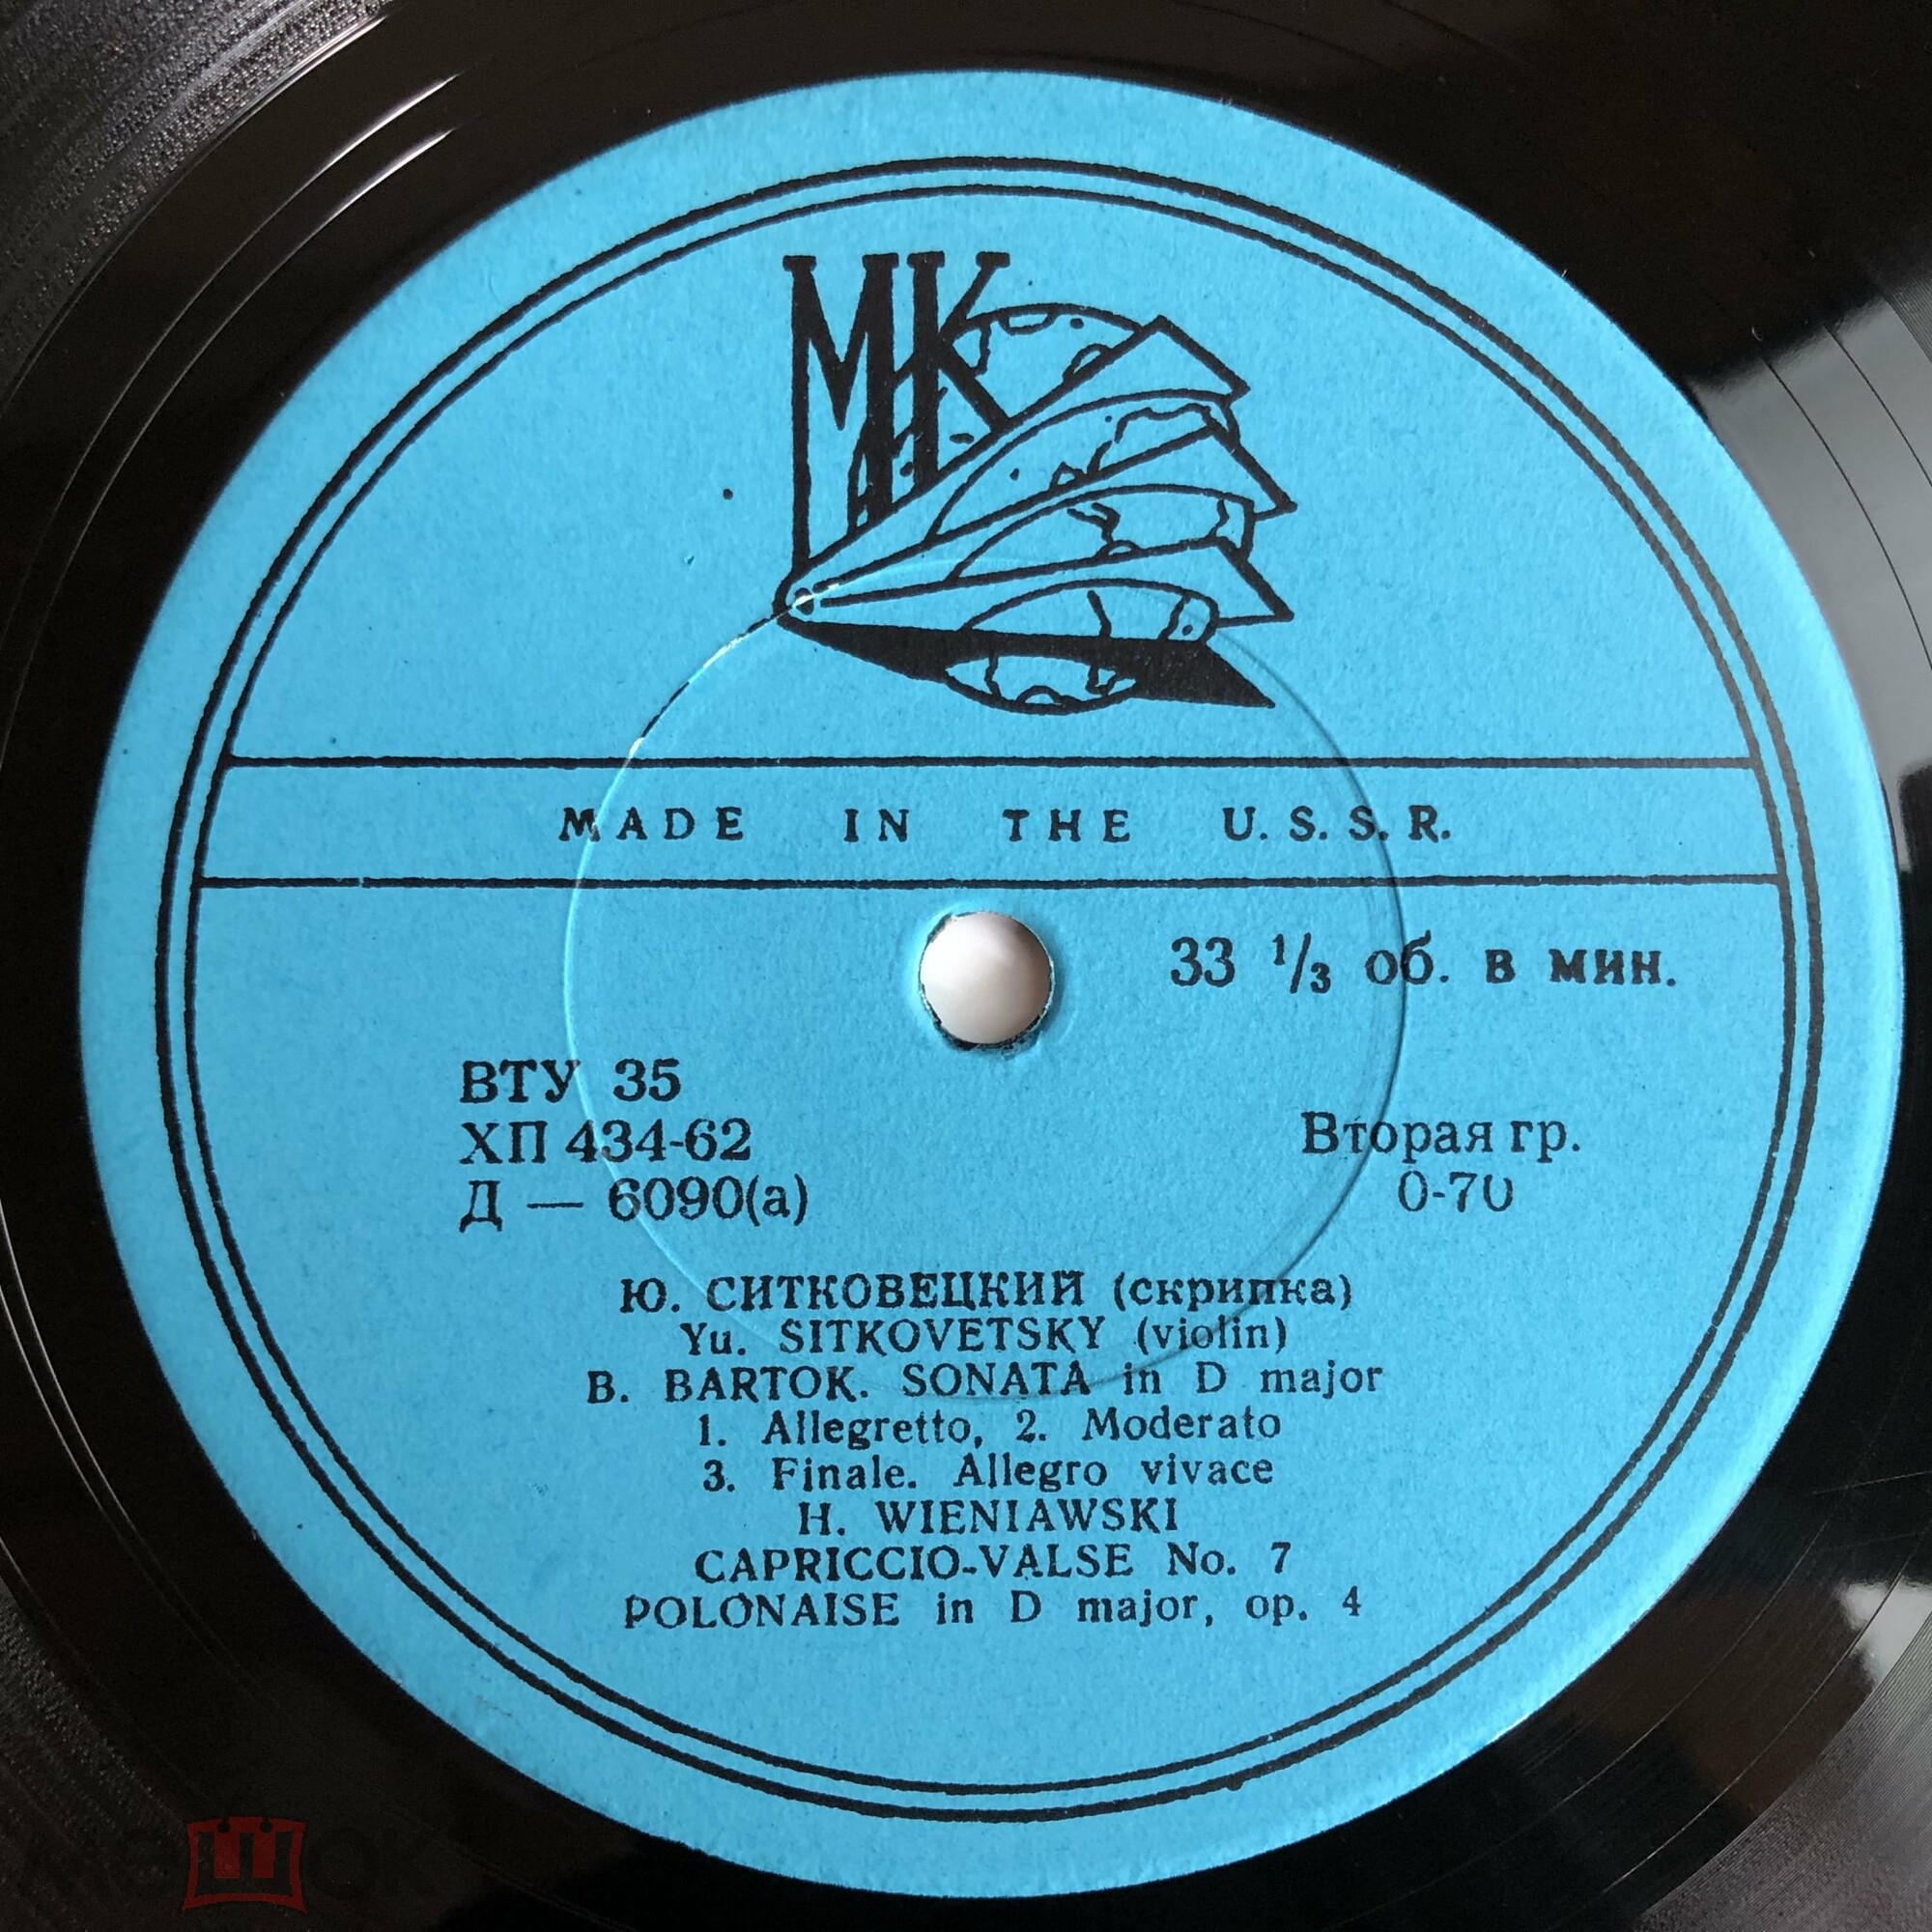 МК
MADE IN THE U.S.S.R.
33 1/3 об. в мин.
ВТУ 35
ХП 434-62
Вторая гр.
Д — 6090(а)
0-70
Ю. СИТКОВЕЦКИЙ (скрипка)
Yu. SITKOVETSKY (violin)
B. BARTOK. SONATA in D major
1. Allegretto, 2. Moderato
3. Finale. Allegro vivace
H. WIENIAWSKI
CAPRICCIO-VALSE No. 7
POLONAISE in D major, op. 4
мешок